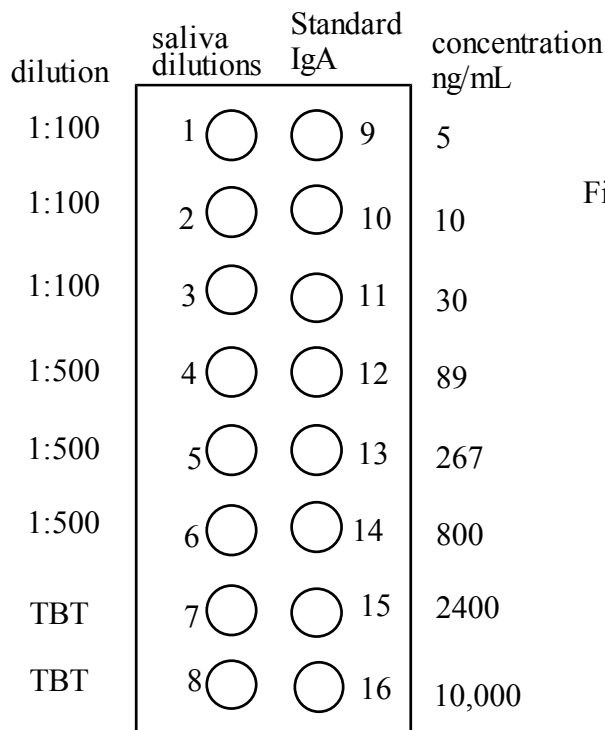 dilution
saliva
dilutions
Standard
IgA
concentration
ng/mL
1:100 1 9 5
1:100 2 10 10
1:100 3 11 30
1:500 4 12 89
1:500 5 13 267
1:500 6 14 800
TBT 7 15 2400
TBT 8 16 10,000
Fi